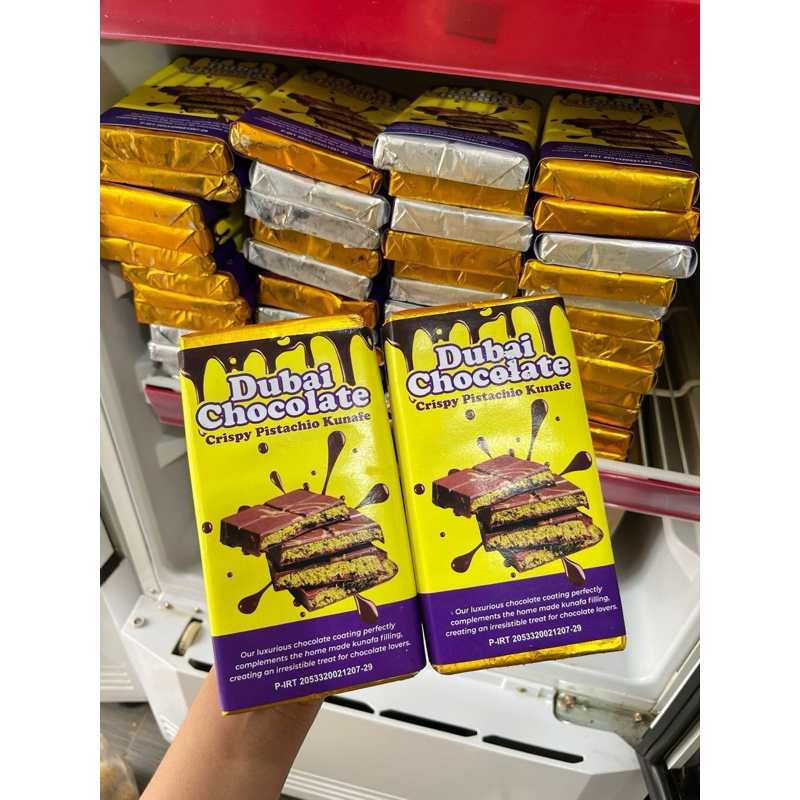 Dubai
Chocolate
Crispy Pistachio Kunafe
Our luxurious chocolate coating perfectly
complements the home made kunafa filling,
creating an irresistible treat for chocolate lovers.
P-IRT 2053320021207-29
Dubai
Chocolate
Crispy Pistachio Kunafe
Our luxurious chocolate coating perfectly
complements the home made kunafa filling,
creating an irresistible treat for chocolate lovers.
P-IRT 2053320021207-29